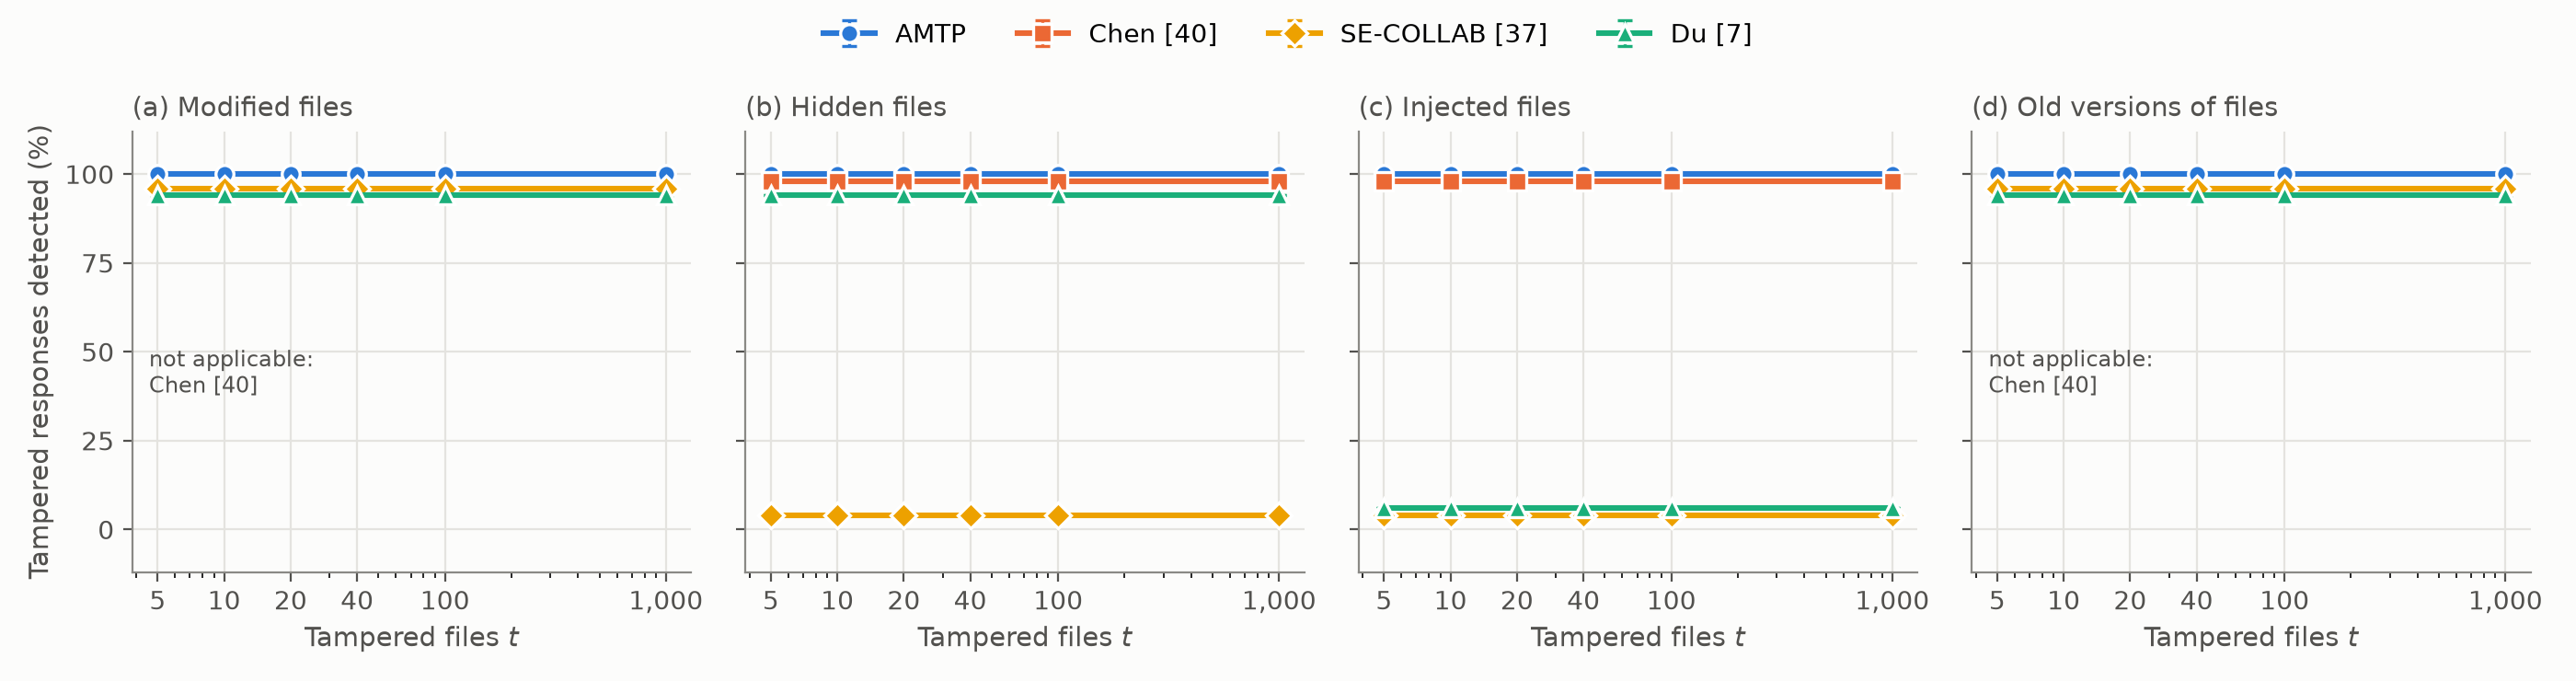 AMTP Chen [40] SE-COLLAB [37] Du [7]
(a) Modified files
(b) Hidden files
(c) Injected files
(d) Old versions of files
Tampered responses detected (%)
100
75
50
25
0
not applicable:
Chen [40]
not applicable:
Chen [40]
5 10 20 40 100 1,000
5 10 20 40 100 1,000
5 10 20 40 100 1,000
5 10 20 40 100 1,000
Tampered files t
Tampered files t
Tampered files t
Tampered files t